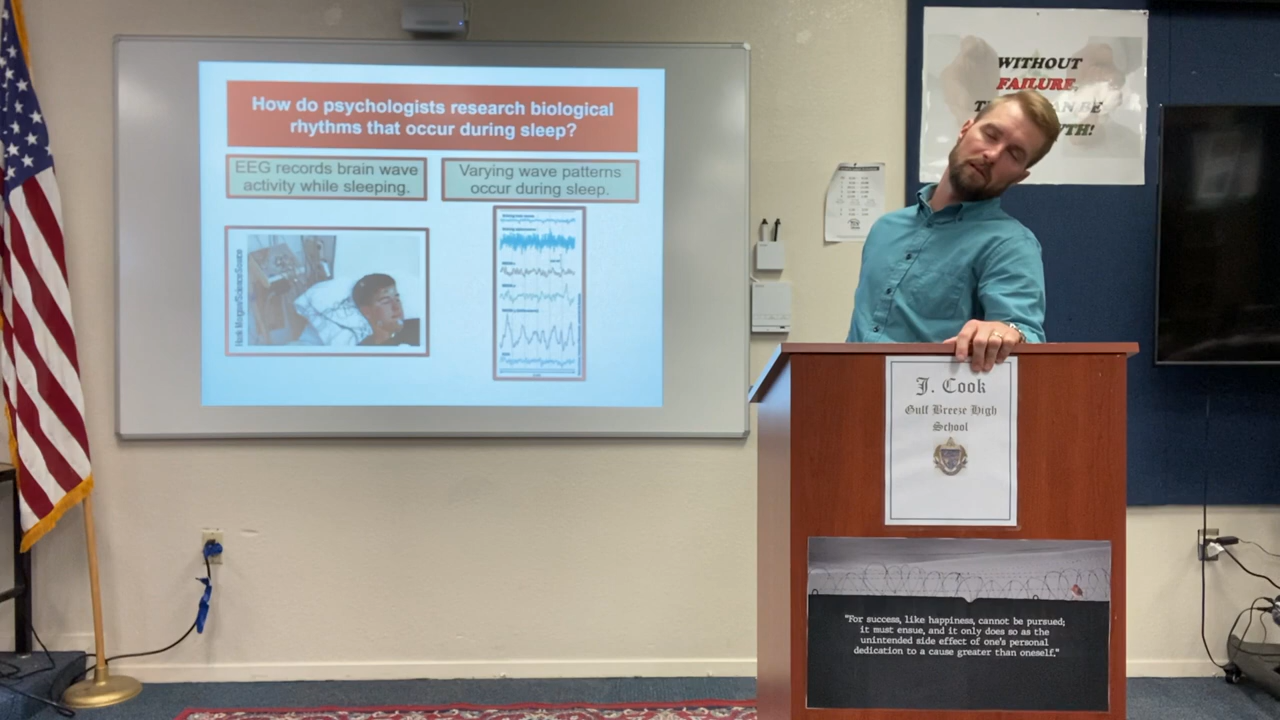 How do psychologists research biological
rhythms that occur during sleep?
EEG records brain wave
activity while sleeping.
Varying wave patterns
occur during sleep.
WITHOUT
FAILURE,
BE
J. Cook
Gulf Breeze High
School
"For success, like happiness, cannot be pursued;
it must ensue, and it only does so as the
unintended side effect of one's personal
dedication to a cause greater than oneself."